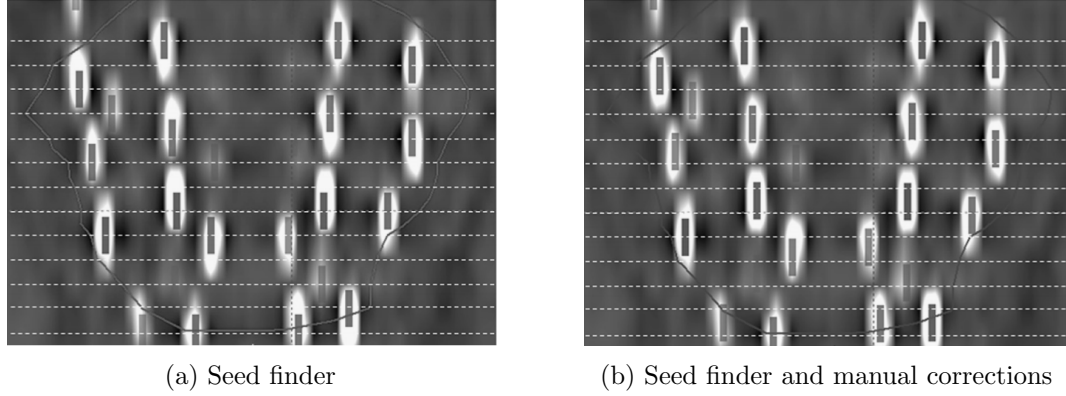 (a) Seed finder
(b) Seed finder and manual corrections